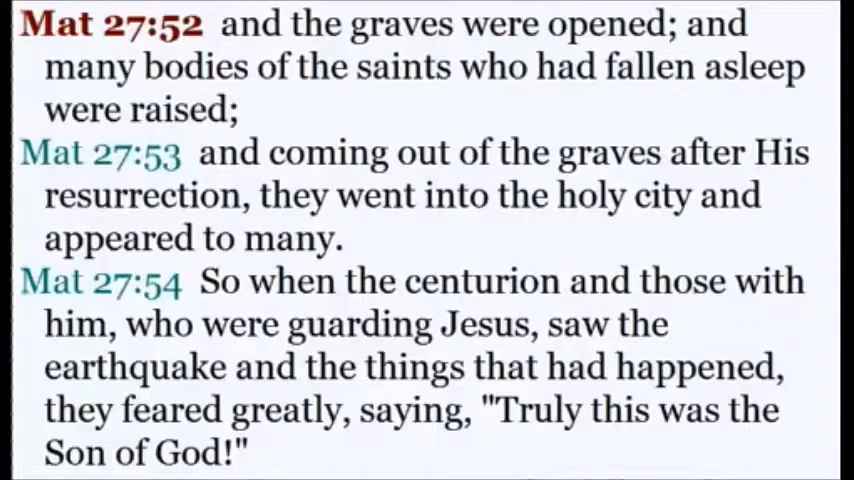 Mat 27:52 and the graves were opened; and
many bodies of the saints who had fallen asleep
were raised;
Mat 27:53 and coming out of the graves after His
resurrection, they went into the holy city and
appeared to many.
Mat 27:54 So when the centurion and those with
him, who were guarding Jesus, saw the
earthquake and the things that had happened,
they feared greatly, saying, "Truly this was the
Son of God!"